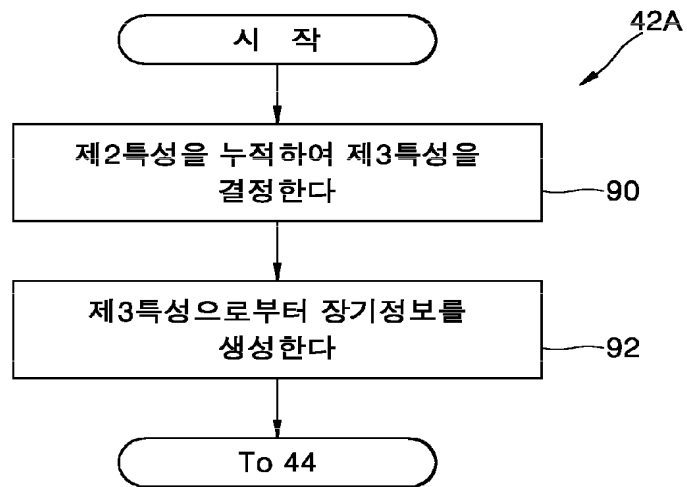 시 작
42A
제2특성을 누적하여 제3특성을
결정한다
90
제3특성으로부터 장기정보를
생성한다
92
To 44